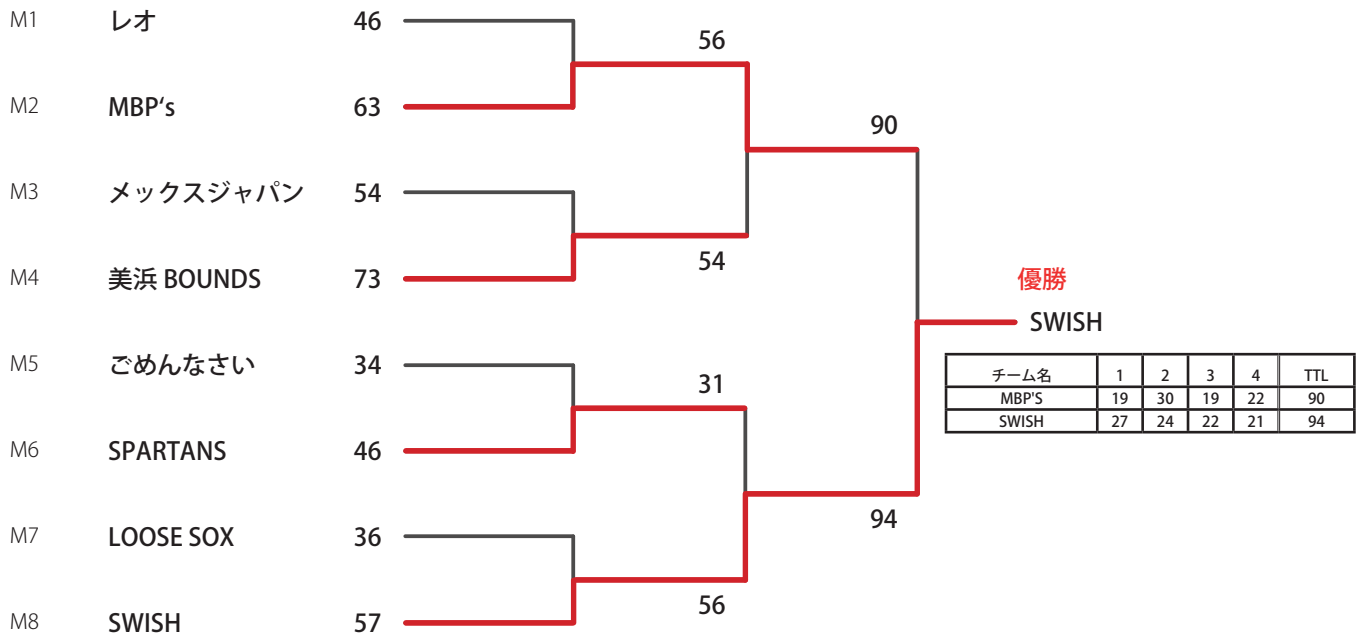 M1 レオ 46
56
M2 MBP‘s 63
90
M3 メックスジャパン 54
54
M4 美浜 BOUNDS 73
優勝
SWISH
M5 ごめんなさい 34
31
チーム名 1 2 3 4 TTL
MBP'S 19 30 19 22 90
SWISH 27 24 22 21 94
M6 SPARTANS 46
94
M7 LOOSE SOX 36
56
M8 SWISH 57